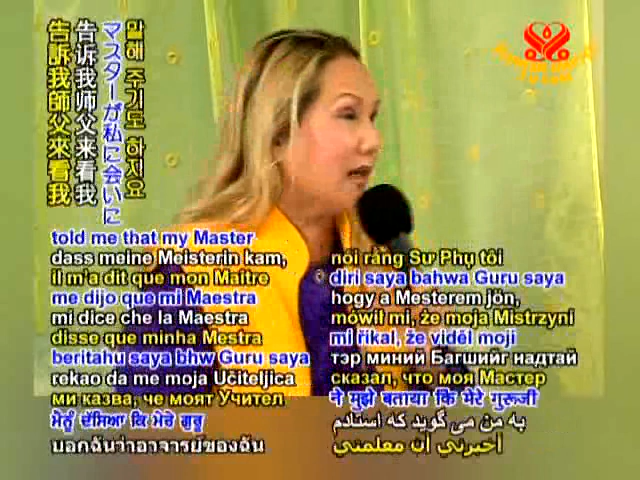 告訴我師父來看我
告诉我师父来看我
マスターが私に会いに
말해 주기도 하지요
told me that my Master
dass meine Meisterin kam,
il m'a dit que mon Maître
me dijo que mi Maestra
mi dice che la Maestra
disse que minha Mestra
beritahu saya bhw Guru saya
rekao da me moja Učiteljica
ми казва, че моят Учител
ਮੈਨੂੰ ਦੱਸਿਆ ਕਿ ਮੇਰੇ ਗੁਰੂ
บอกฉันว่าอาจารย์ของฉัน
nói rằng Sư Phụ tôi
diri saya bahwa Guru saya
hogy a Mesterem jön,
mówił mi, że moja Mistrzyni
mi říkal, že viděl moji
тэр миний Багшийг надтай
сказал, что моя Мастер
ने मुझे बताया कि मेरे गुरूजी
به من می گوید که استادم
اخبرني ان معلمتي